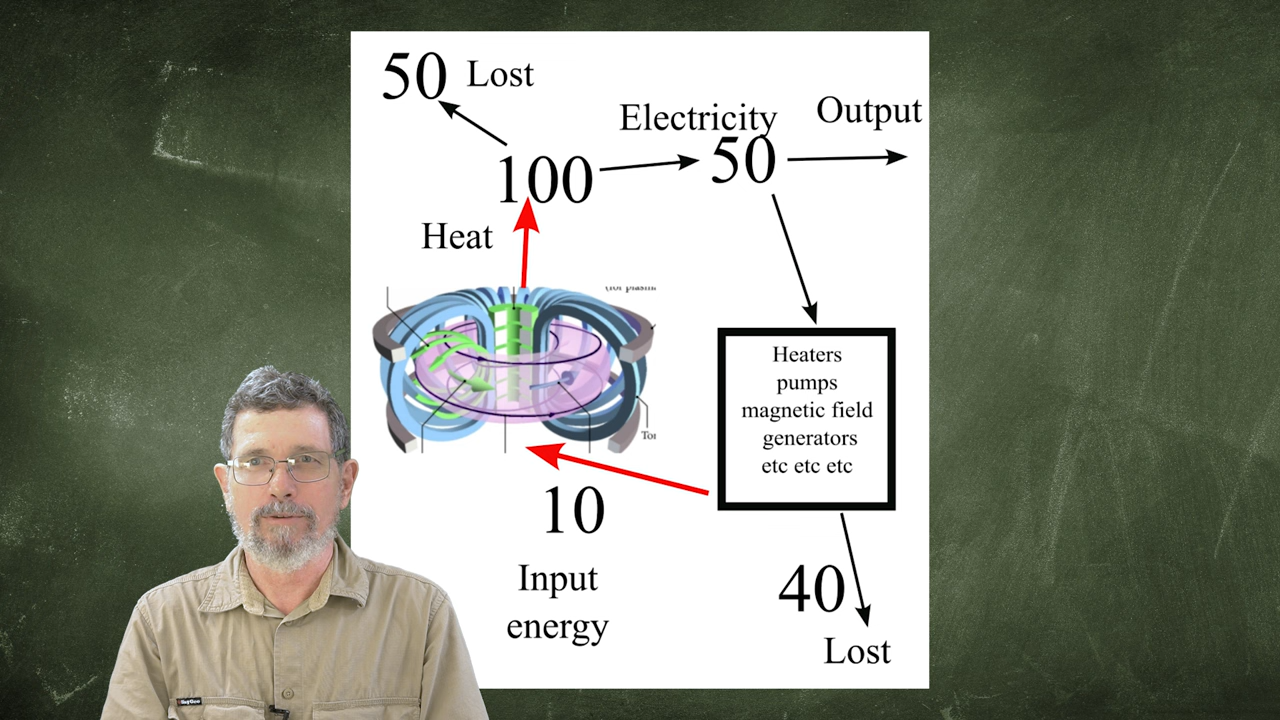 50 Lost
Electricity
Output
100
50
Heat
Heaters
pumps
magnetic field
generators
etc etc etc
10
Input
energy
40
Lost